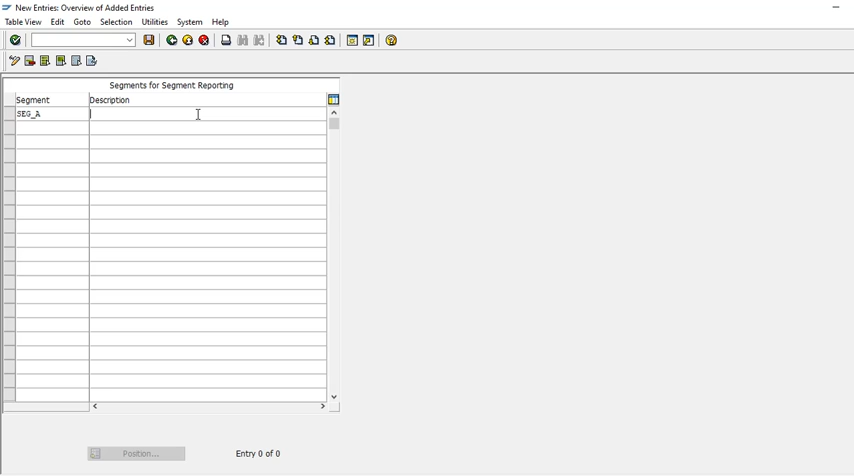 New Entries: Overview of Added Entries
Table View Edit Goto Selection Utilities System Help
Segments for Segment Reporting
Segment Description
SEG_A
Position... Entry 0 of 0